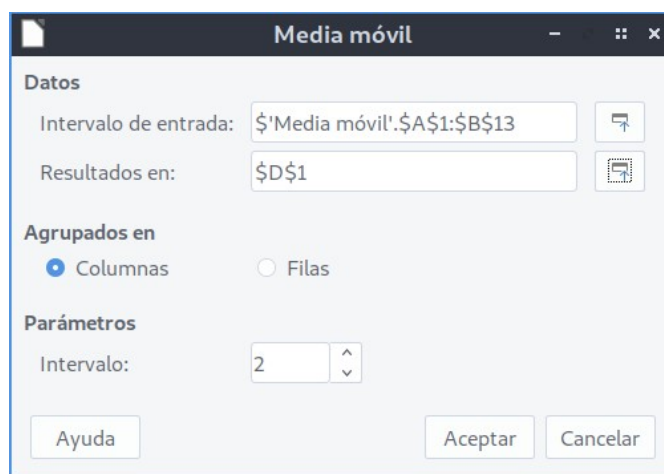 Media móvil
Datos
Intervalo de entrada: $'Media móvil'.$A$1:$B$13
Resultados en: $D$1
Agrupados en
Columnas Filas
Parámetros
Intervalo: 2
Ayuda Aceptar Cancelar